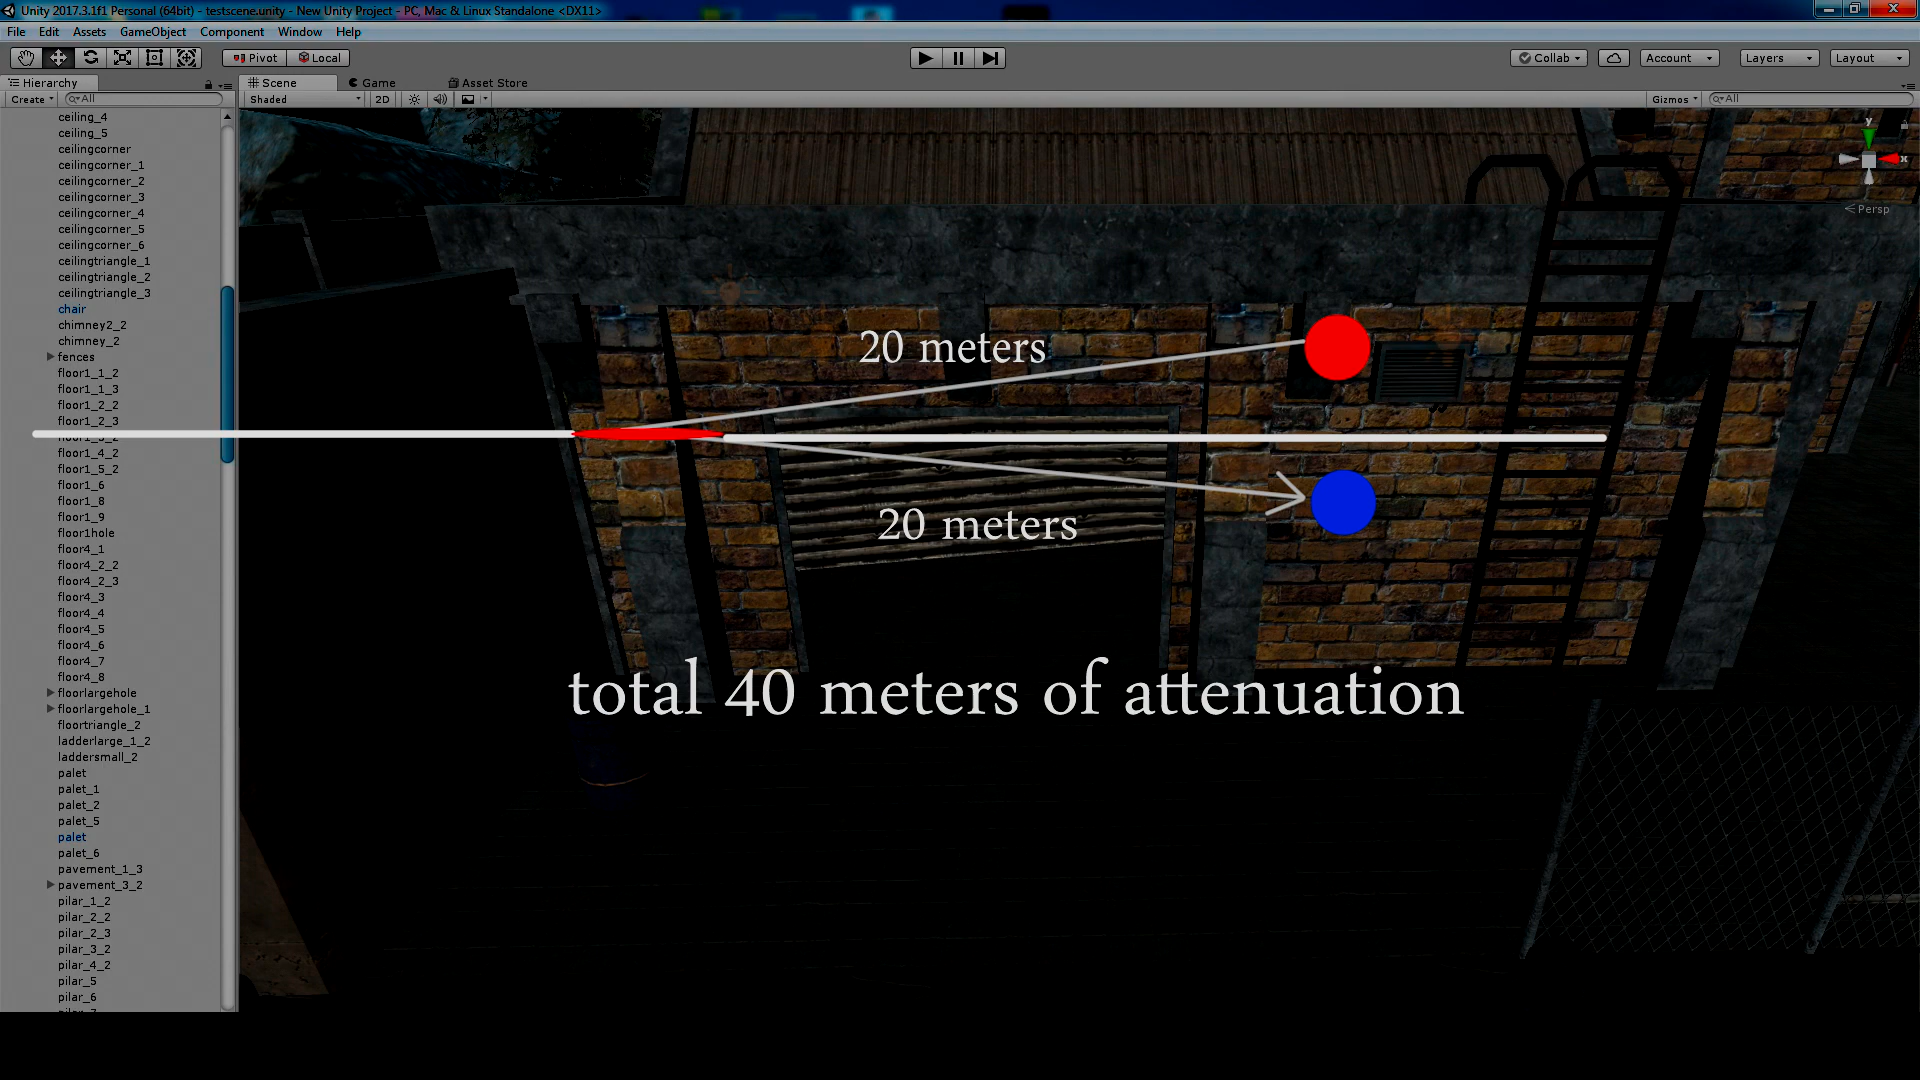 Unity 2017.3.1f1 Personal (64bit) - testscene.unity - New Unity Project - PC, Mac & Linux Standalone <DX11>
File Edit Assets GameObject Component Window Help
Pivot Local Collab Account Layers Layout
Hierarchy Scene Game Asset Store
Create All Shaded 2D Gizmos All
ceiling_4
ceiling_5
ceilingcorner
ceilingcorner_1
ceilingcorner_2
ceilingcorner_3
ceilingcorner_4
ceilingcorner_5
ceilingcorner_6
ceilingtriangle_1
ceilingtriangle_2
ceilingtriangle_3
chair
chimney2_2
chimney_2
fences
floor1_1_2
floor1_1_3
floor1_2_2
floor1_2_3
floor1_4_2
floor1_5_2
floor1_6
floor1_8
floor1_9
floor1hole
floor4_1
floor4_2_2
floor4_2_3
floor4_3
floor4_4
floor4_5
floor4_6
floor4_7
floor4_8
floorlargehole
floorlargehole_1
floortriangle_2
ladderlarge_1_2
laddersmall_2
palet
palet_1
palet_2
palet_5
palet
palet_6
pavement_1_3
pavement_3_2
pilar_1_2
pilar_2_2
pilar_2_3
pilar_3_2
pilar_4_2
pilar_5
pilar_6
y
x
Persp
20 meters
20 meters
total 40 meters of attenuation